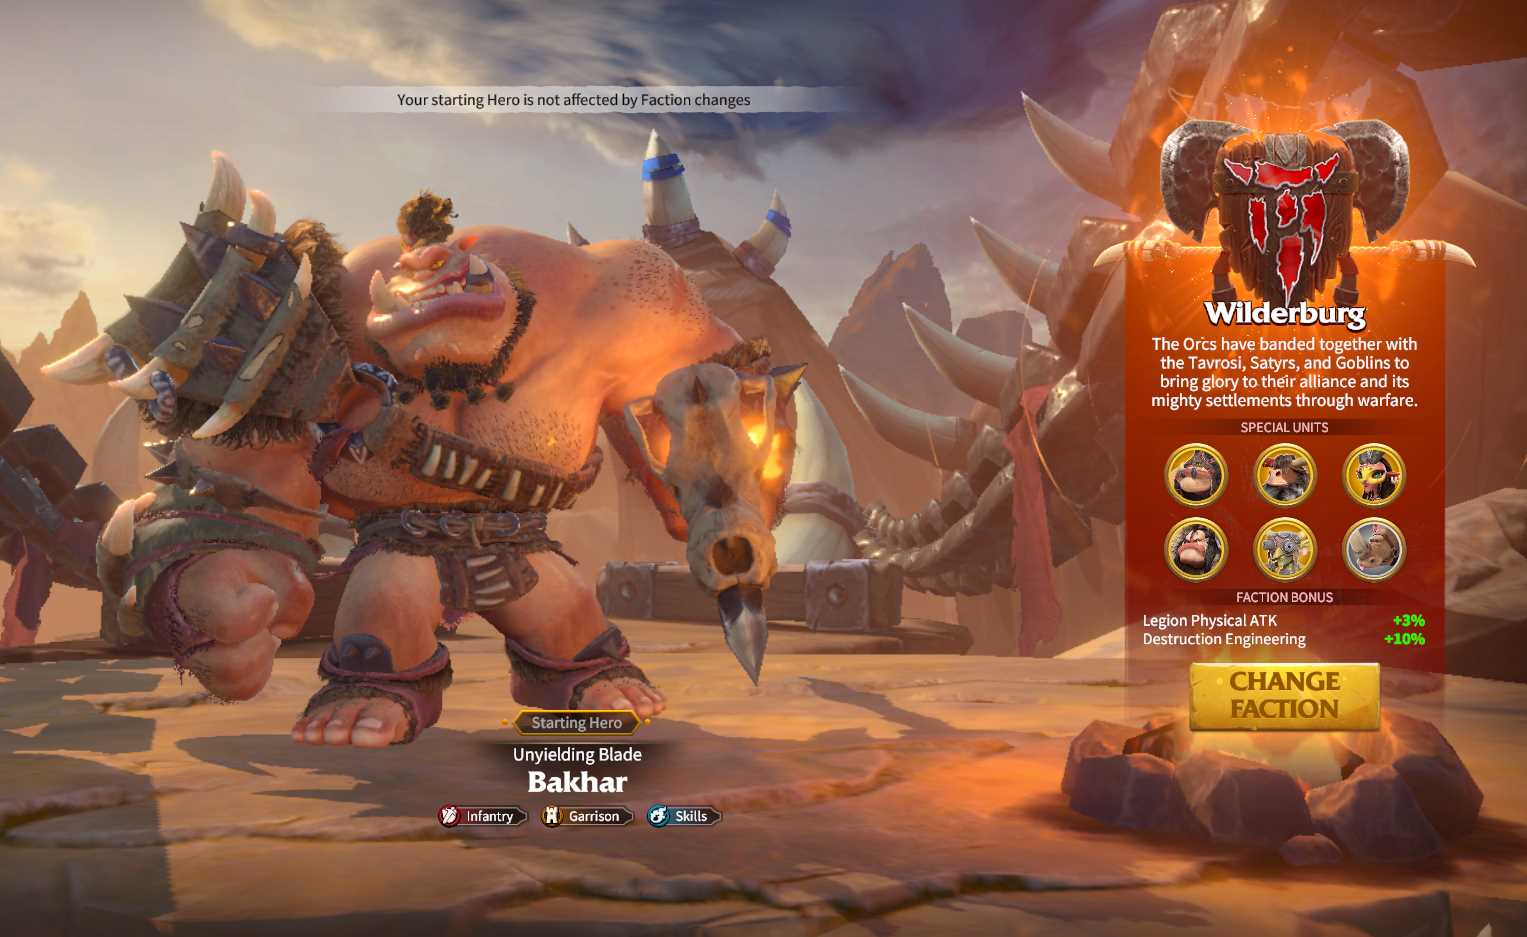 Your starting Hero is not affected by Faction changes
Wilderburg
The Orcs have banded together with
the Tavrosi, Satyrs, and Goblins to
bring glory to their alliance and its
mighty settlements through warfare.
SPECIAL UNITS
FACTION BONUS
Legion Physical ATK +3%
Destruction Engineering +10%
CHANGE
FACTION
Starting Hero
Unyielding Blade
Bakhar
Infantry Garrison Skills